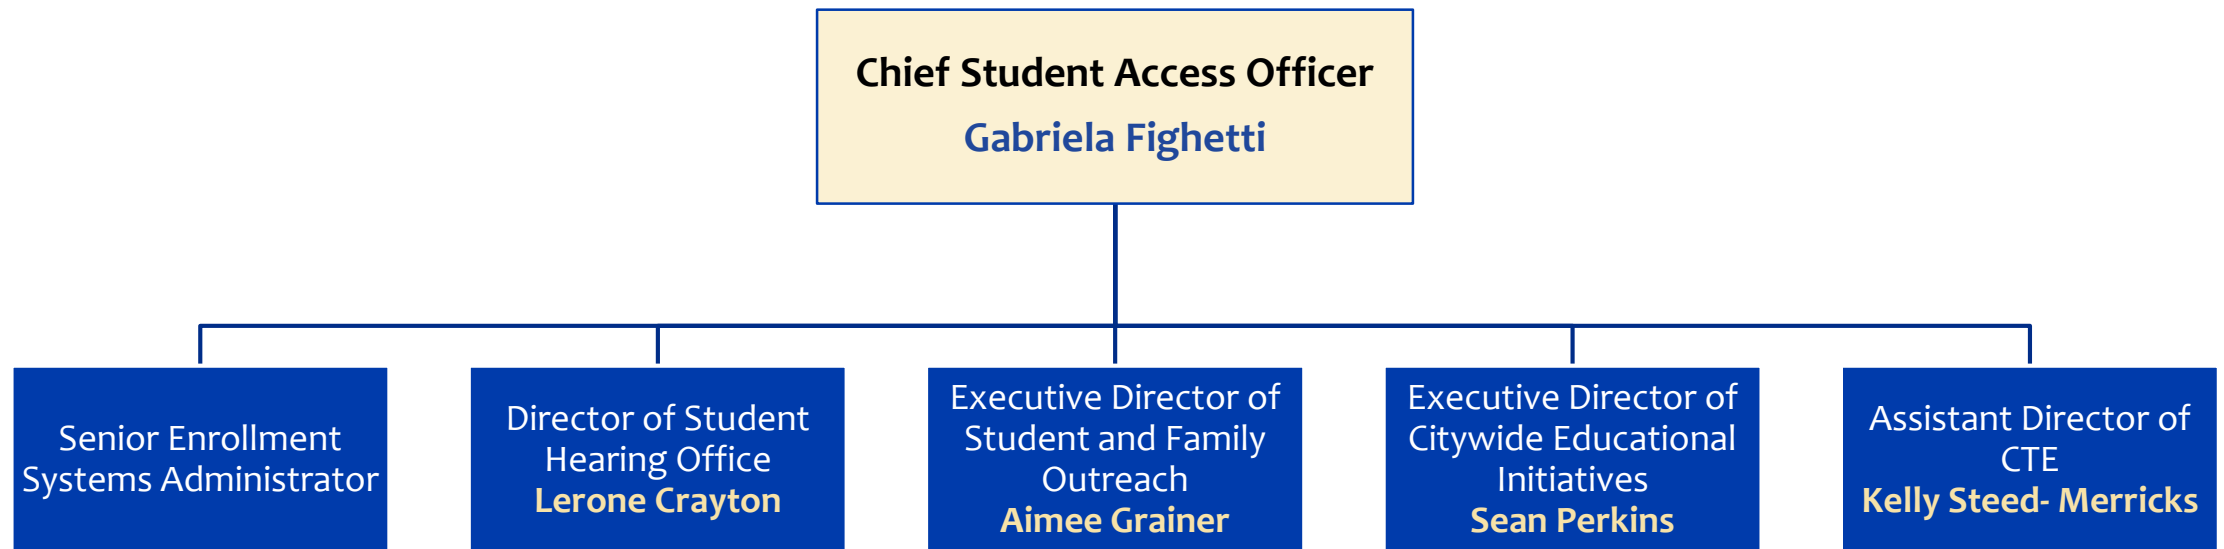 Chief Student Access Officer
Gabriela Fighetti
Senior Enrollment
Systems Administrator
Director of Student
Hearing Office
Lerone Crayton
Executive Director of
Student and Family
Outreach
Aimee Grainer
Executive Director of
Citywide Educational
Initiatives
Sean Perkins
Assistant Director of
CTE
Kelly Steed- Merricks